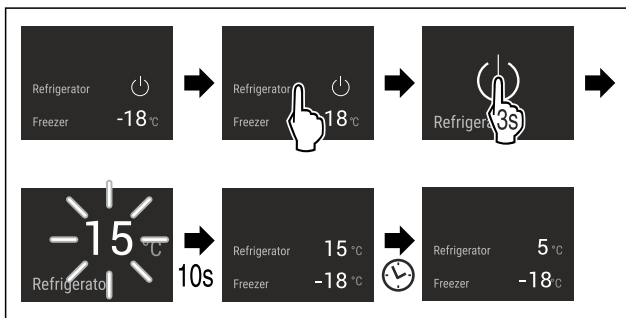 Refrigerator
Freezer -18 °C
Refrigerator
Freezer 18 °C
Refrigera 3s
15 °C
Refrigerato
10s
Refrigerator 15 °C
Freezer -18 °C
Refrigerator 5 °C
Freezer -18 °C